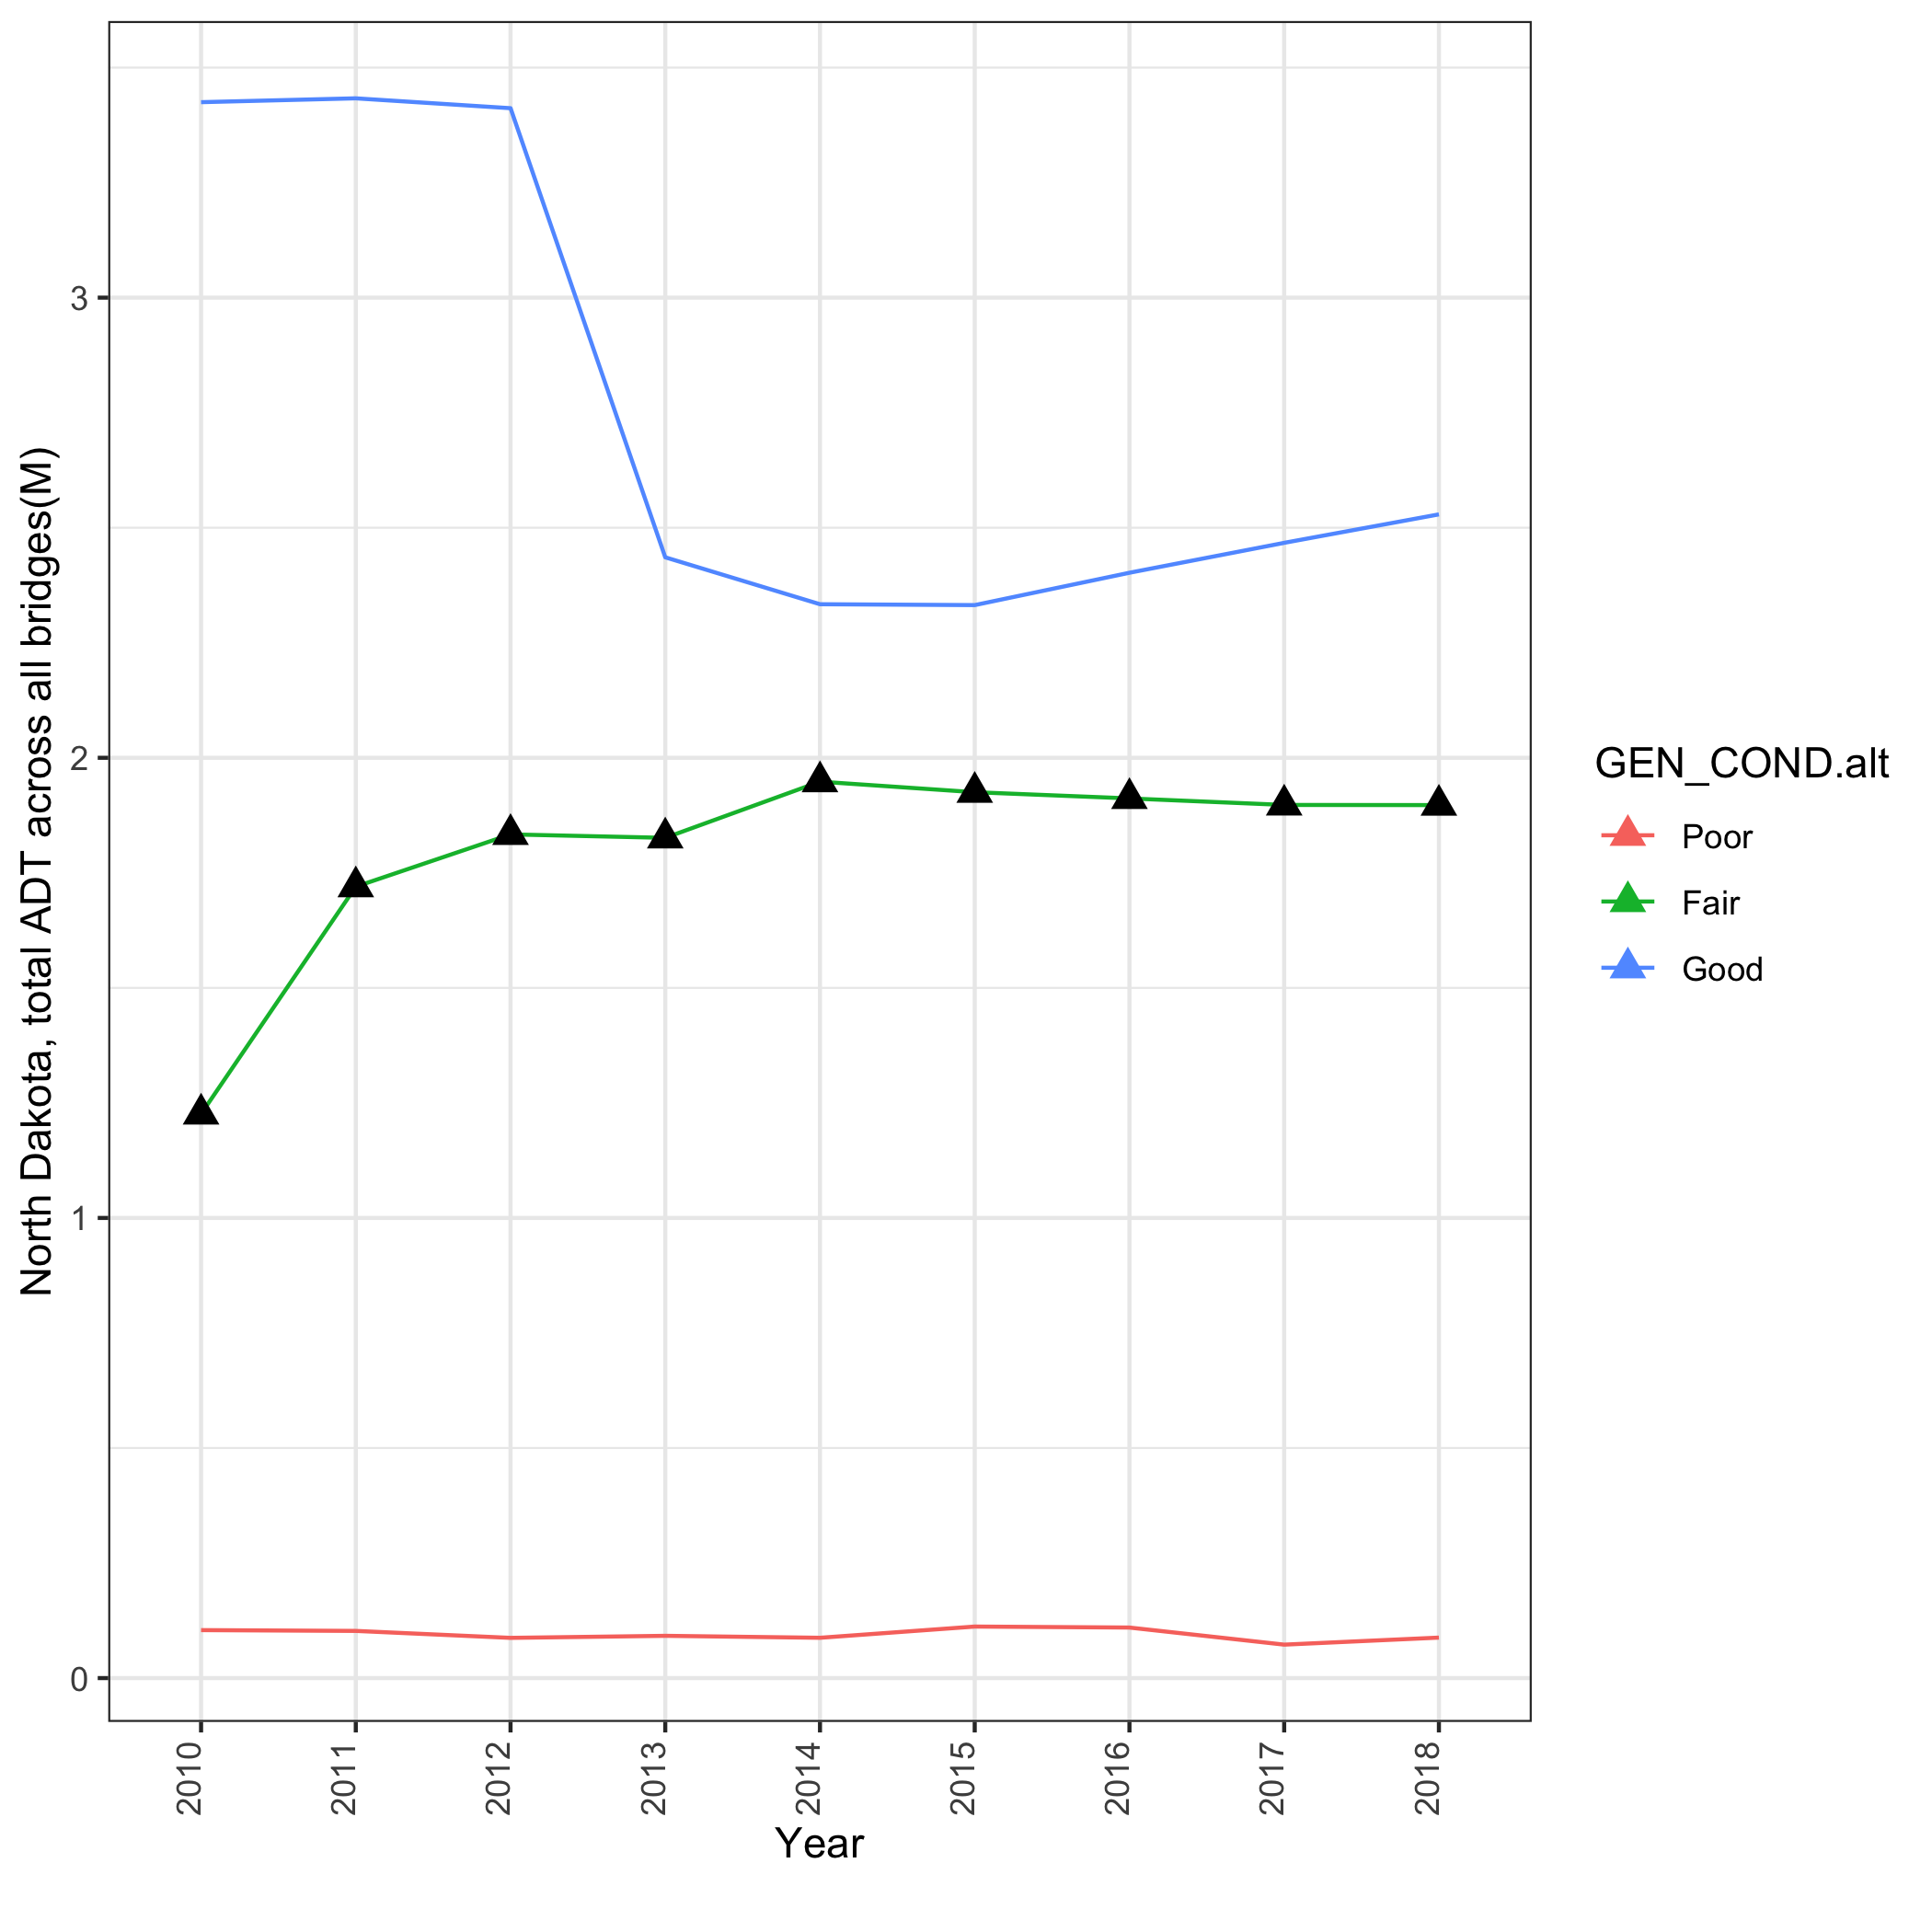 North Dakota, total ADT across all bridges(M)
3
2
1
0
2010
2011
2012
2013
2014
2015
2016
2017
2018
Year
GEN_COND.alt
Poor
Fair
Good